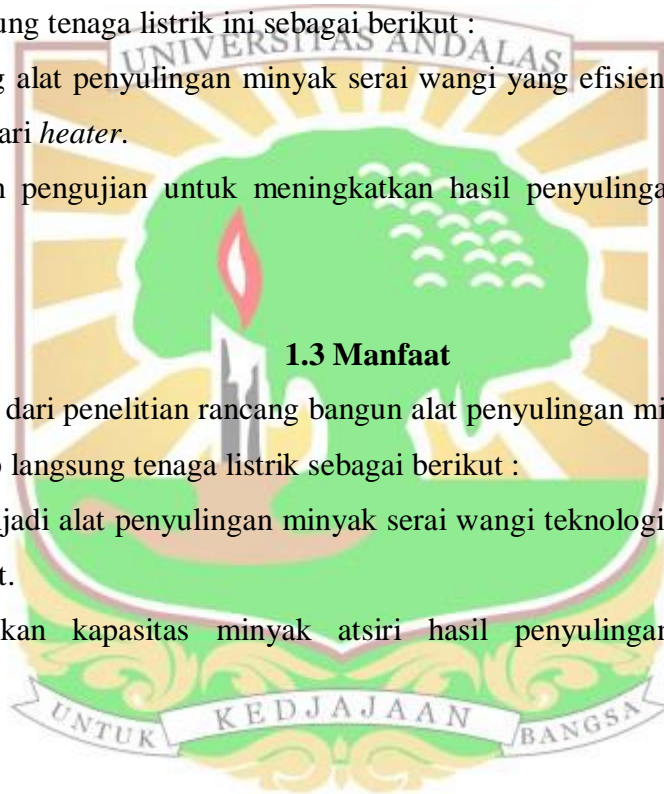 ung tenaga listrik ini sebagai berikut :
UNIVERSITAS ANDALAS
g alat penyulingan minyak serai wangi yang efisien
ari heater.
n pengujian untuk meningkatkan hasil penyulinga
1.3 Manfaat
dari penelitian rancang bangun alat penyulingan mi
langsung tenaga listrik sebagai berikut :
jadi alat penyulingan minyak serai wangi teknologi
t.
kan kapasitas minyak atsiri hasil penyulingan
UNTUK KEDJAJAAN BANGSA